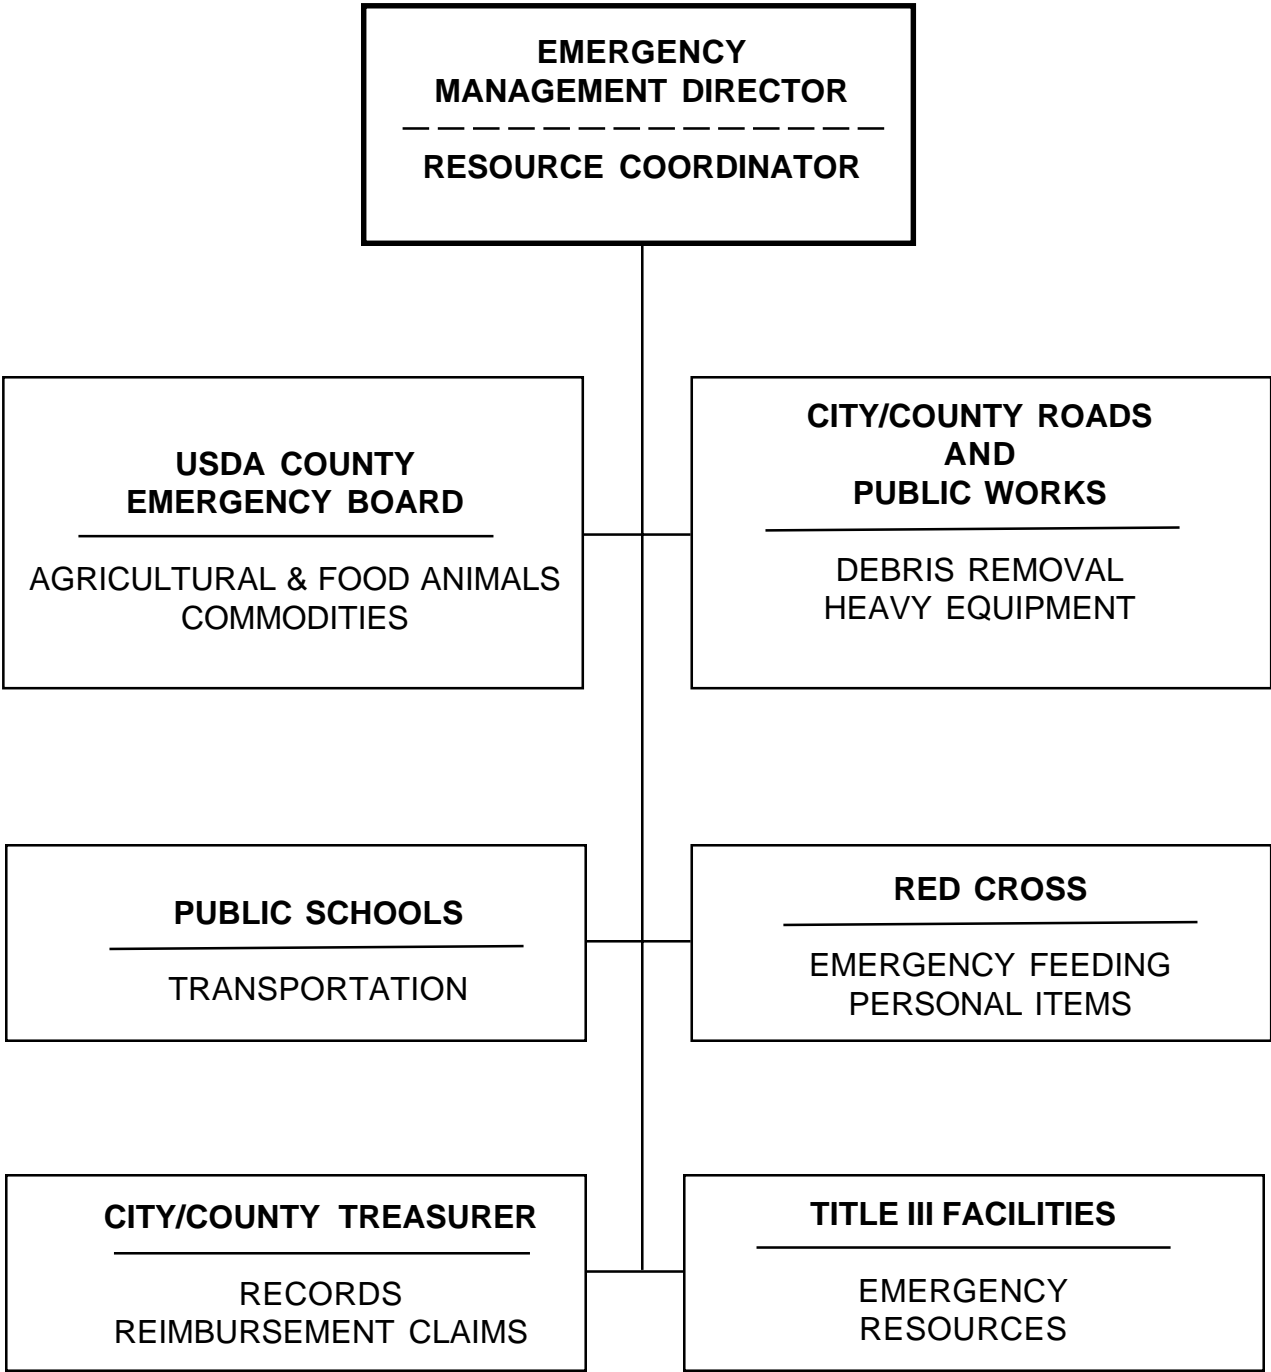 EMERGENCY
MANAGEMENT DIRECTOR
RESOURCE COORDINATOR
USDA COUNTY
EMERGENCY BOARD
AGRICULTURAL & FOOD ANIMALS
COMMODITIES
CITY/COUNTY ROADS
AND
PUBLIC WORKS
DEBRIS REMOVAL
HEAVY EQUIPMENT
PUBLIC SCHOOLS
TRANSPORTATION
RED CROSS
EMERGENCY FEEDING
PERSONAL ITEMS
CITY/COUNTY TREASURER
RECORDS
REIMBURSEMENT CLAIMS
TITLE III FACILITIES
EMERGENCY
RESOURCES